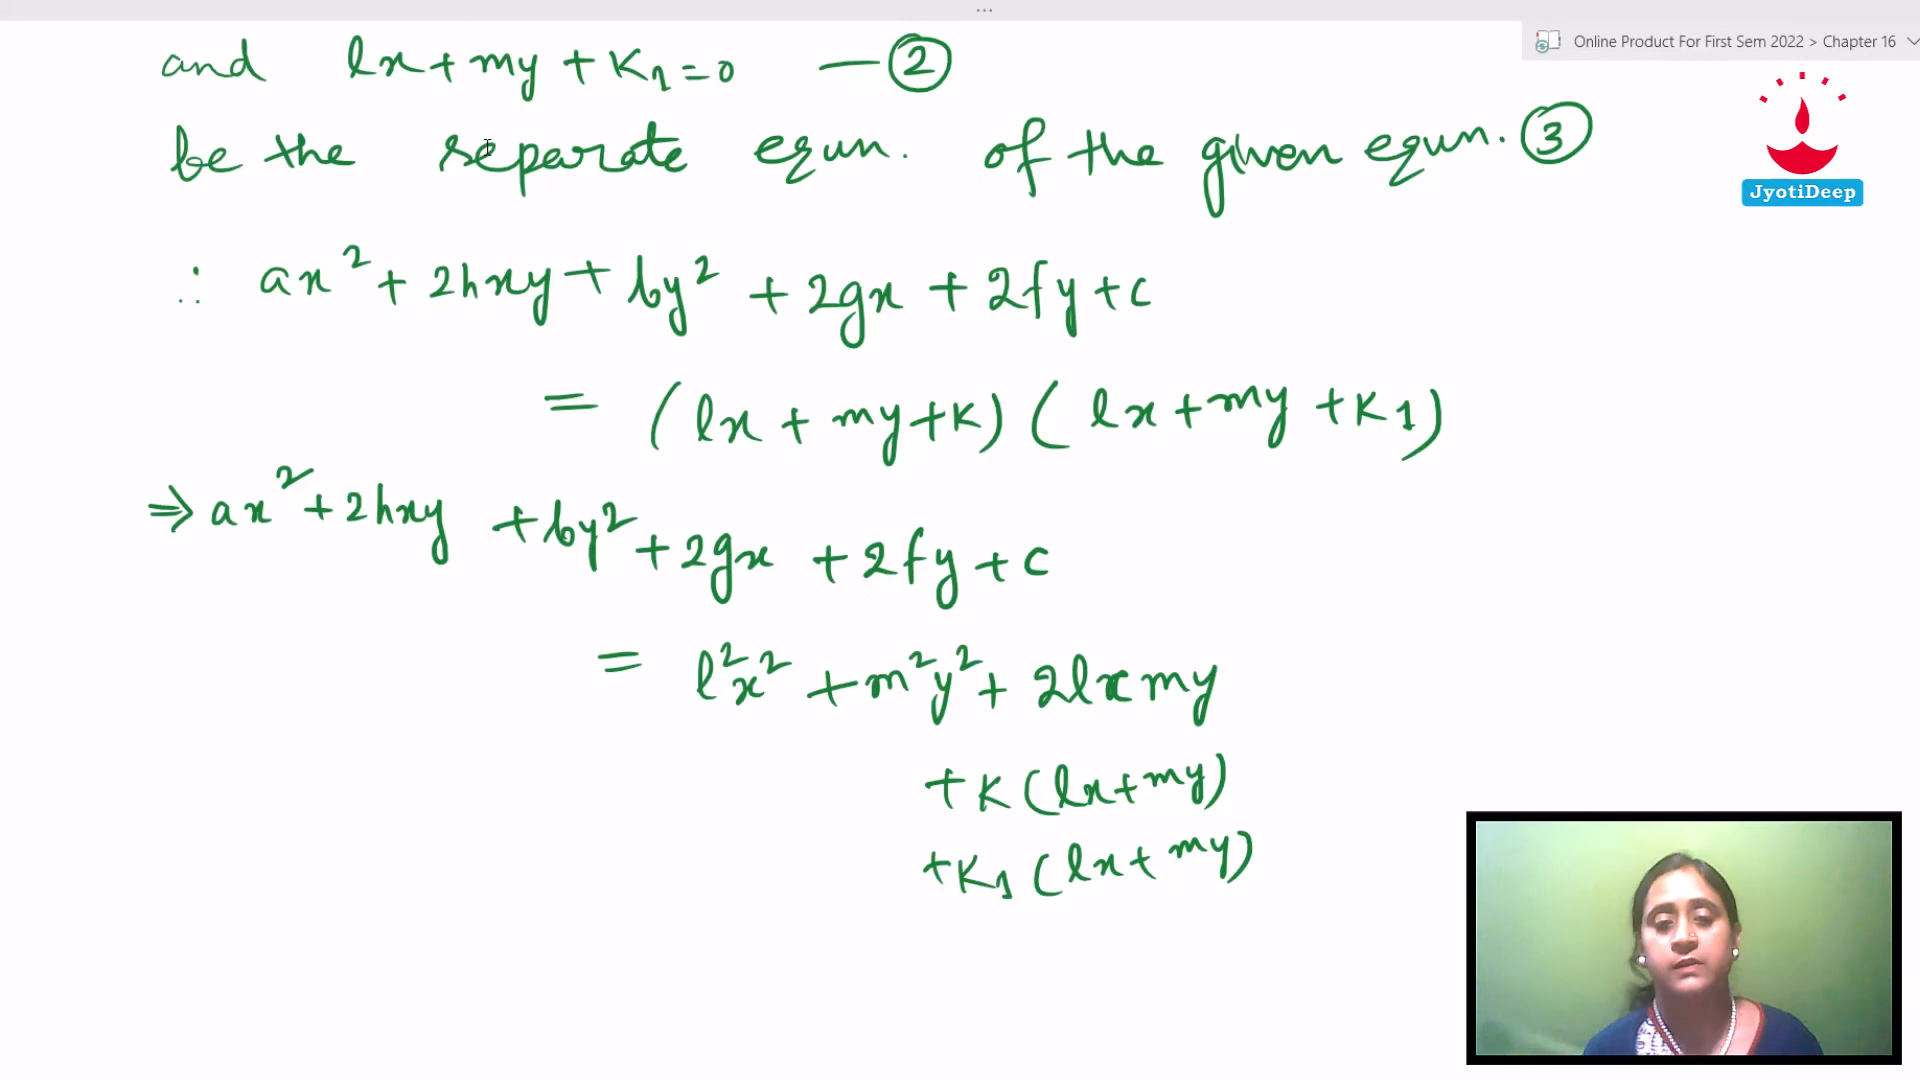 ...
Online Product For First Sem 2022 > Chapter 16
and lx + my + K₁ = 0 — ②
be the separate equn. of the given equn. ③
JyotiDeep
∴ ax² + 2hxy + by² + 2gx + 2fy + c
= (lx + my + K) (lx + my + K1)
⇒ ax² + 2hxy + by² + 2gx + 2fy + c
= l²x² + m²y² + 2lxmy
+ K (lx + my)
+ K₁ (lx + my)